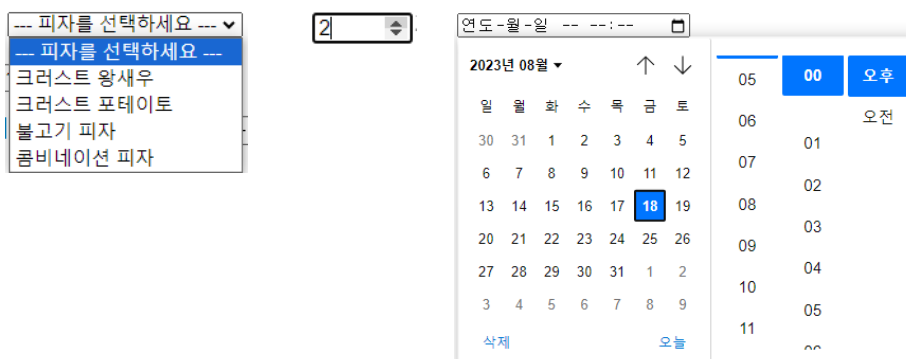 --- 피자를 선택하세요 ---
--- 피자를 선택하세요 ---
크러스트 왕새우
크러스트 포테이토
불고기 피자
콤비네이션 피자
2
연도-월-일 -- --:--
2023년 08월
일 월 화 수 목 금 토
30 31 1 2 3 4 5
6 7 8 9 10 11 12
13 14 15 16 17 18 19
20 21 22 23 24 25 26
27 28 29 30 31 1 2
3 4 5 6 7 8 9
삭제 오늘
05
06
07
08
09
10
11
00
01
02
03
04
05
오후
오전